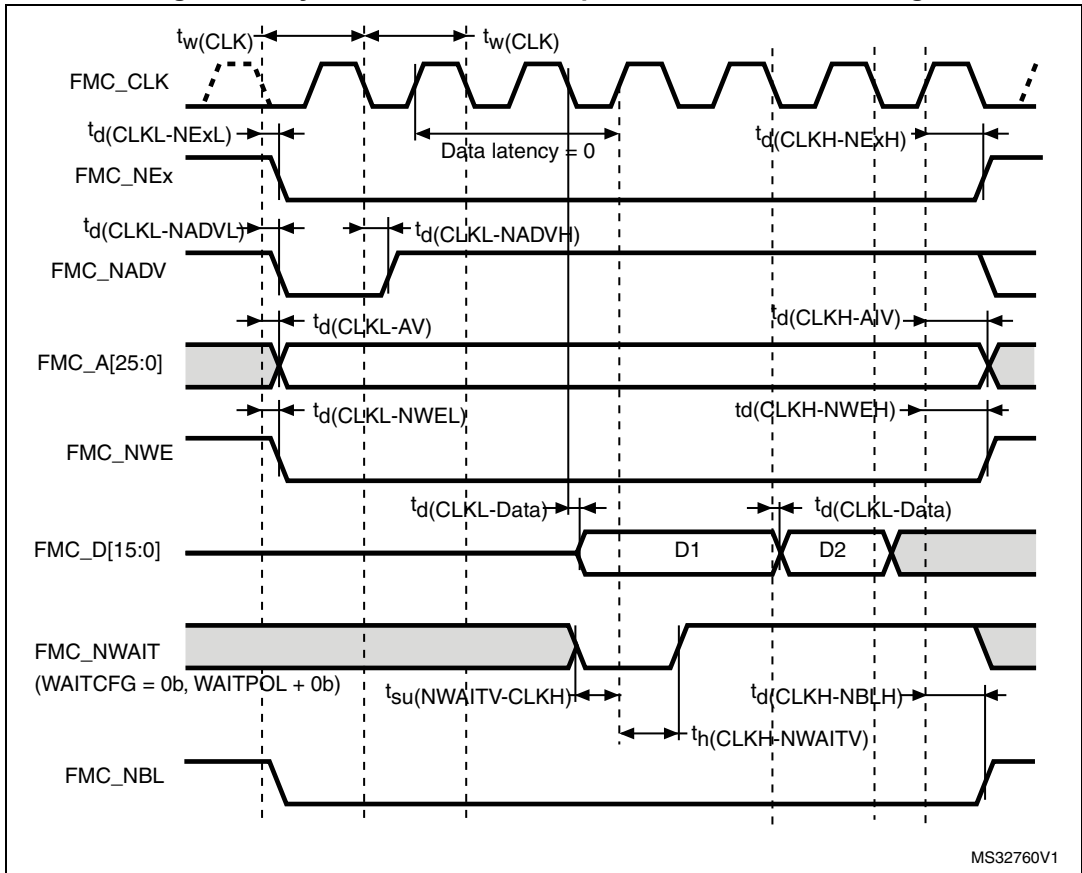 tw(CLK)
tw(CLK)
FMC_CLK
td(CLKL-NExL)
Data latency = 0
td(CLKH-NExH)
FMC_NEx
td(CLKL-NADVL)
td(CLKL-NADVH)
FMC_NADV
td(CLKL-AV)
td(CLKH-AIV)
FMC_A[25:0]
td(CLKL-NWEL)
td(CLKH-NWEH)
FMC_NWE
td(CLKL-Data)
td(CLKL-Data)
FMC_D[15:0]
D1
D2
FMC_NWAIT
(WAITCFG = 0b, WAITPOL + 0b)
tsu(NWAITV-CLKH)
td(CLKH-NBLH)
th(CLKH-NWAITV)
FMC_NBL
MS32760V1